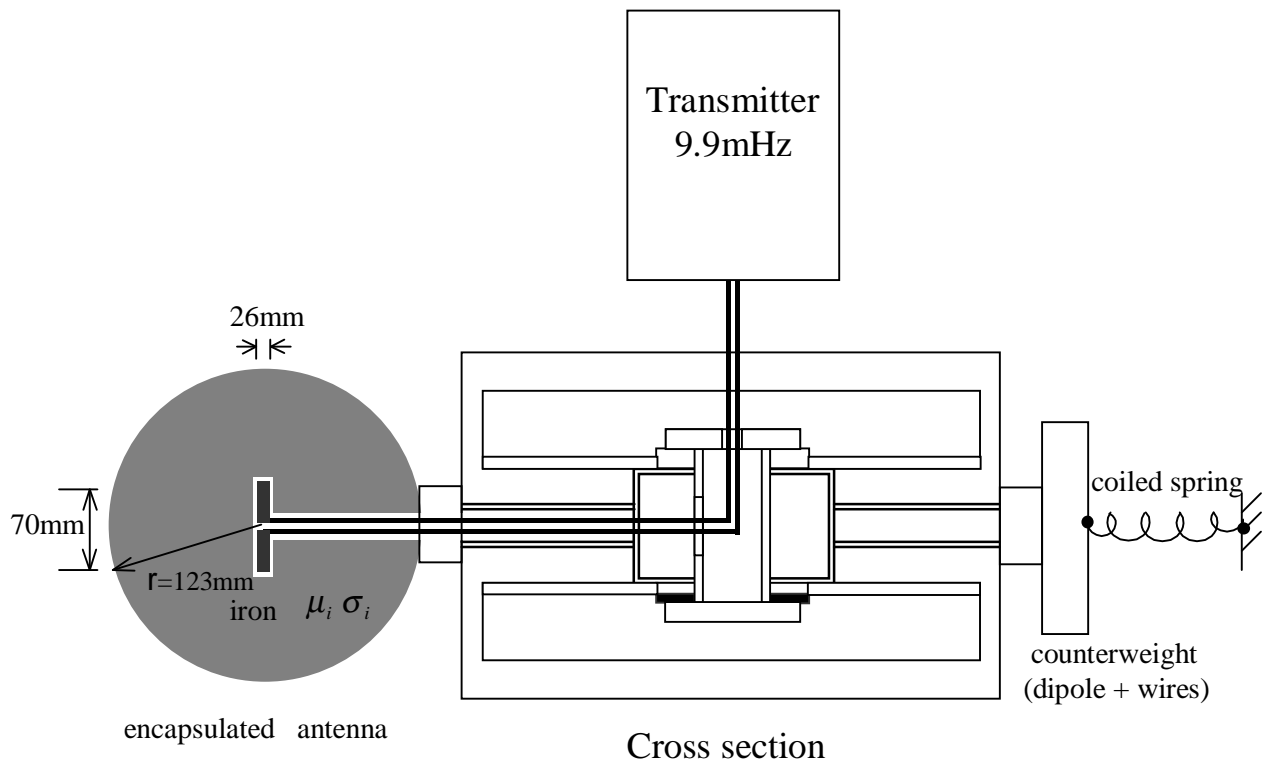 Transmitter
9.9mHz
26mm
coiled spring
70mm
r=123mm
iron μi σi
counterweight
(dipole + wires)
encapsulated antenna
Cross section